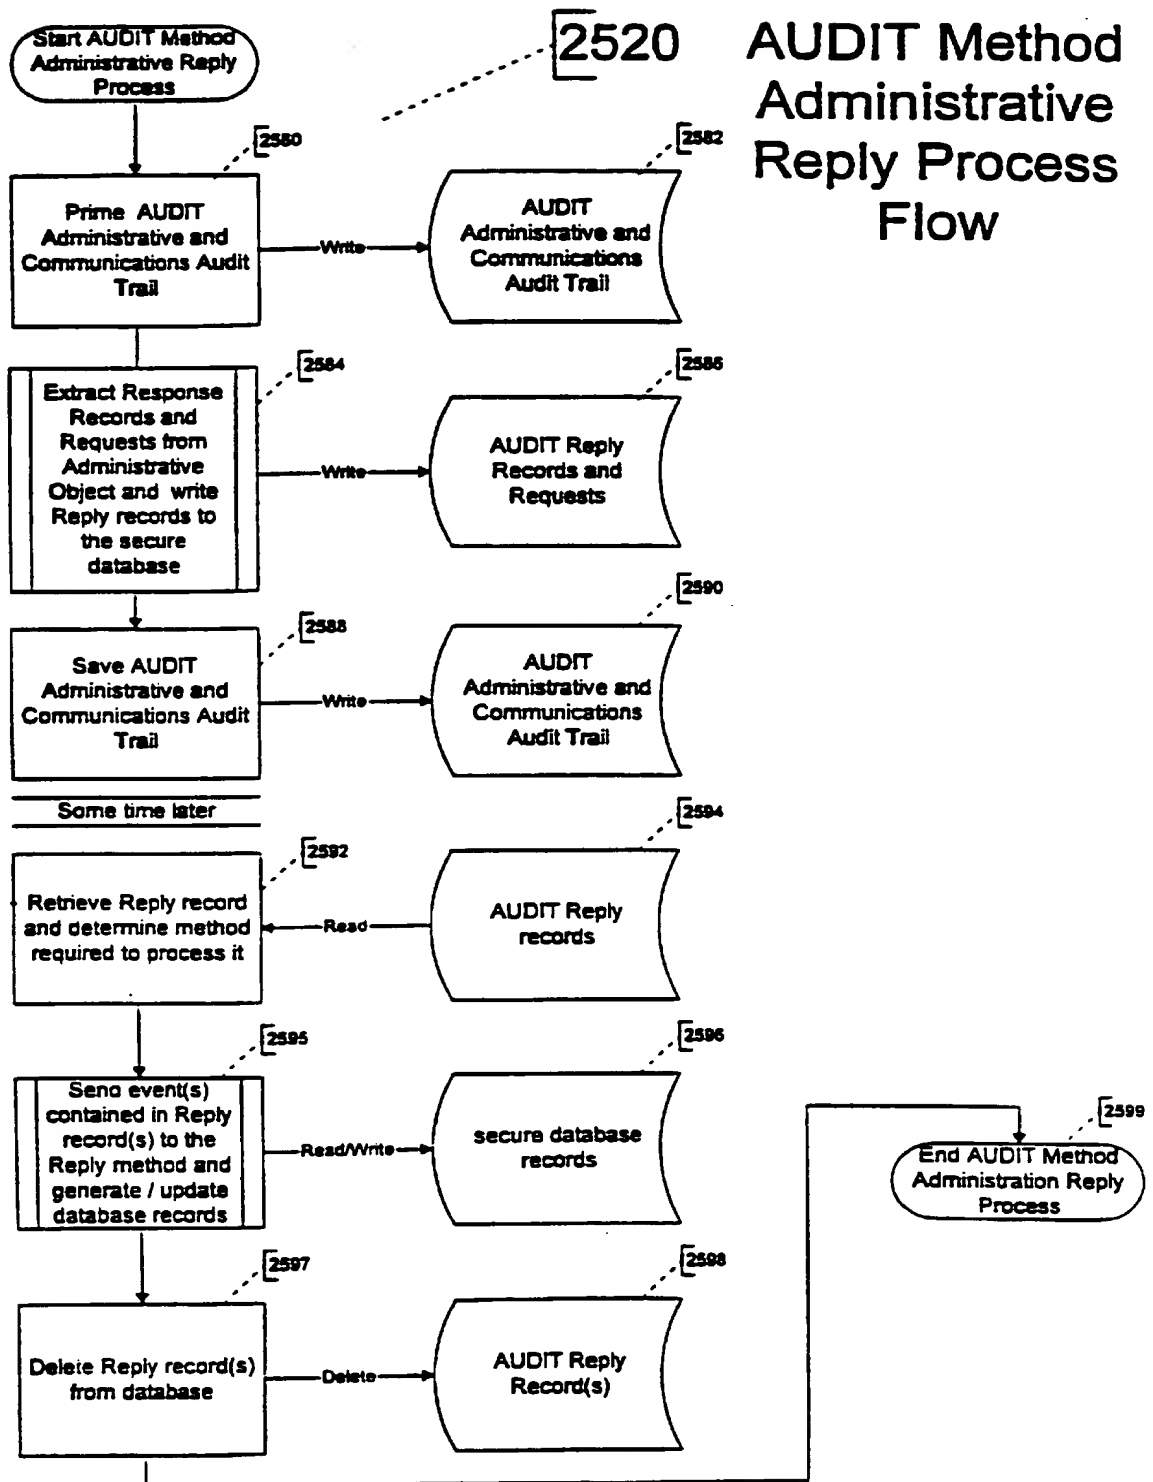 2520
AUDIT Method
Administrative
Reply Process
Flow
Start AUDIT Method
Administrative Reply
Process
2580
Prime AUDIT
Administrative and
Communications Audit
Trail
Write
2582
AUDIT
Administrative and
Communications
Audit Trail
2584
Extract Response
Records and
Requests from
Administrative
Object and write
Reply records to
the secure
database
Write
2586
AUDIT Reply
Records and
Requests
2588
Save AUDIT
Administrative and
Communications Audit
Trail
Write
2590
AUDIT
Administrative and
Communications
Audit Trail
Some time later
2592
Retrieve Reply record
and determine method
required to process it
Read
2594
AUDIT Reply
records
2595
Send event(s)
contained in Reply
record(s) to the
Reply method and
generate / update
database records
Read/Write
2596
secure database
records
2597
Delete Reply record(s)
from database
Delete
2598
AUDIT Reply
Record(s)
2599
End AUDIT Method
Administration Reply
Process